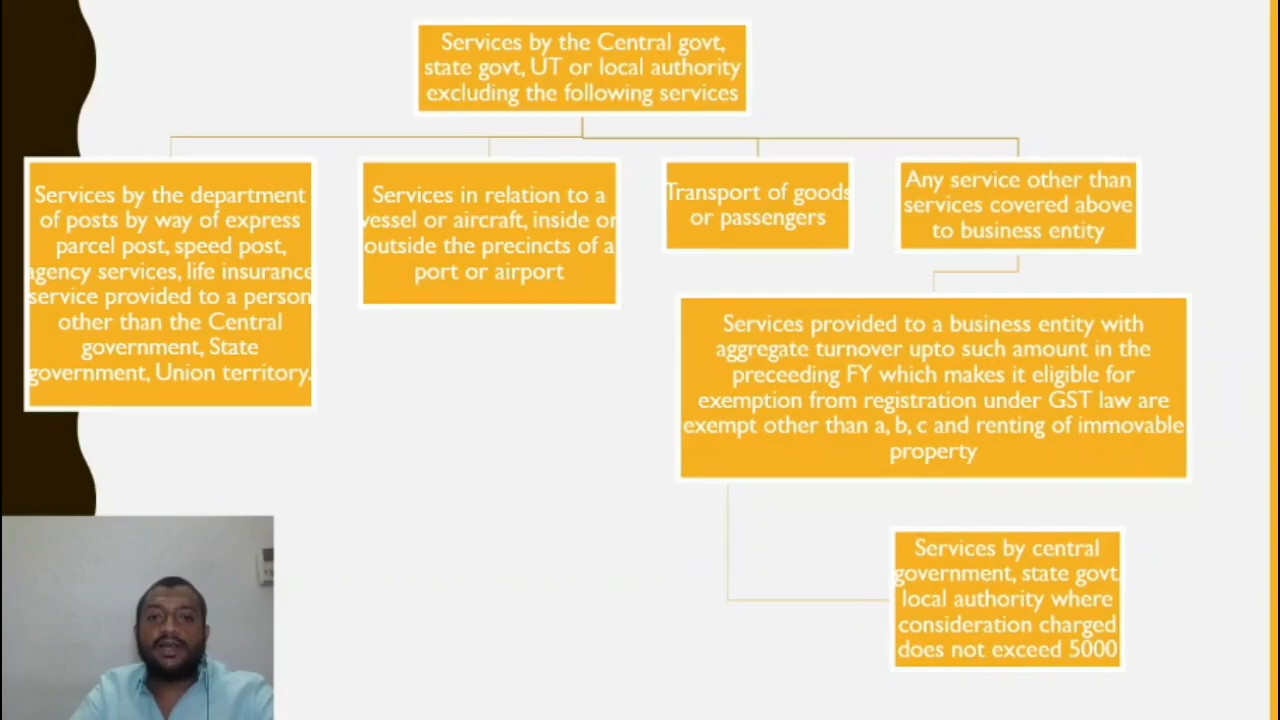 Services by the Central govt,
state govt, UT or local authority
excluding the following services
Services by the department
of posts by way of express
parcel post, speed post,
agency services, life insurance
service provided to a person
other than the Central
government, State
government, Union territory.
Services in relation to a
vessel or aircraft, inside or
outside the precincts of a
port or airport
Transport of goods
or passengers
Any service other than
services covered above
to business entity
Services provided to a business entity with
aggregate turnover upto such amount in the
preceeding FY which makes it eligible for
exemption from registration under GST law are
exempt other than a, b, c and renting of immovable
property
Services by central
government, state govt.
local authority where
consideration charged
does not exceed 5000